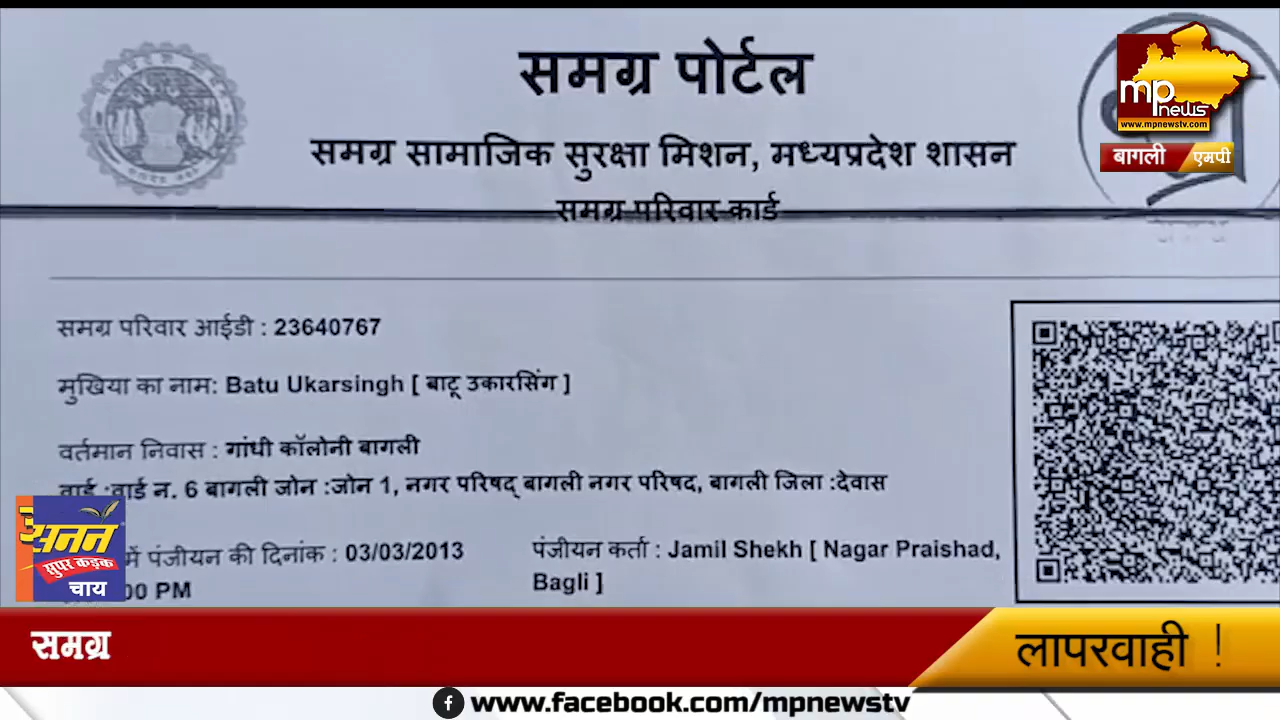 समग्र पोर्टल
समग्र सामाजिक सुरक्षा मिशन, मध्यप्रदेश शासन
समग्र परिवार कार्ड
mp news
www.mpnewstv.com
बागली एमपी
समग्र परिवार आईडी : 23640767
मुखिया का नाम: Batu Ukarsingh [ बाटू उकारसिंग ]
वर्तमान निवास : गांधी कॉलोनी बागली
वार्ड :वार्ड न. 6 बागली जोन :जोन 1, नगर परिषद् बागली नगर परिषद, बागली जिला :देवास
में पंजीयन की दिनांक : 03/03/2013
00 PM
पंजीयन कर्ता : Jamil Shekh [ Nagar Praishad,
Bagli ]
सनन
सुपर कड़क
चाय
समग्र
लापरवाही !
www.facebook.com/mpnewstv